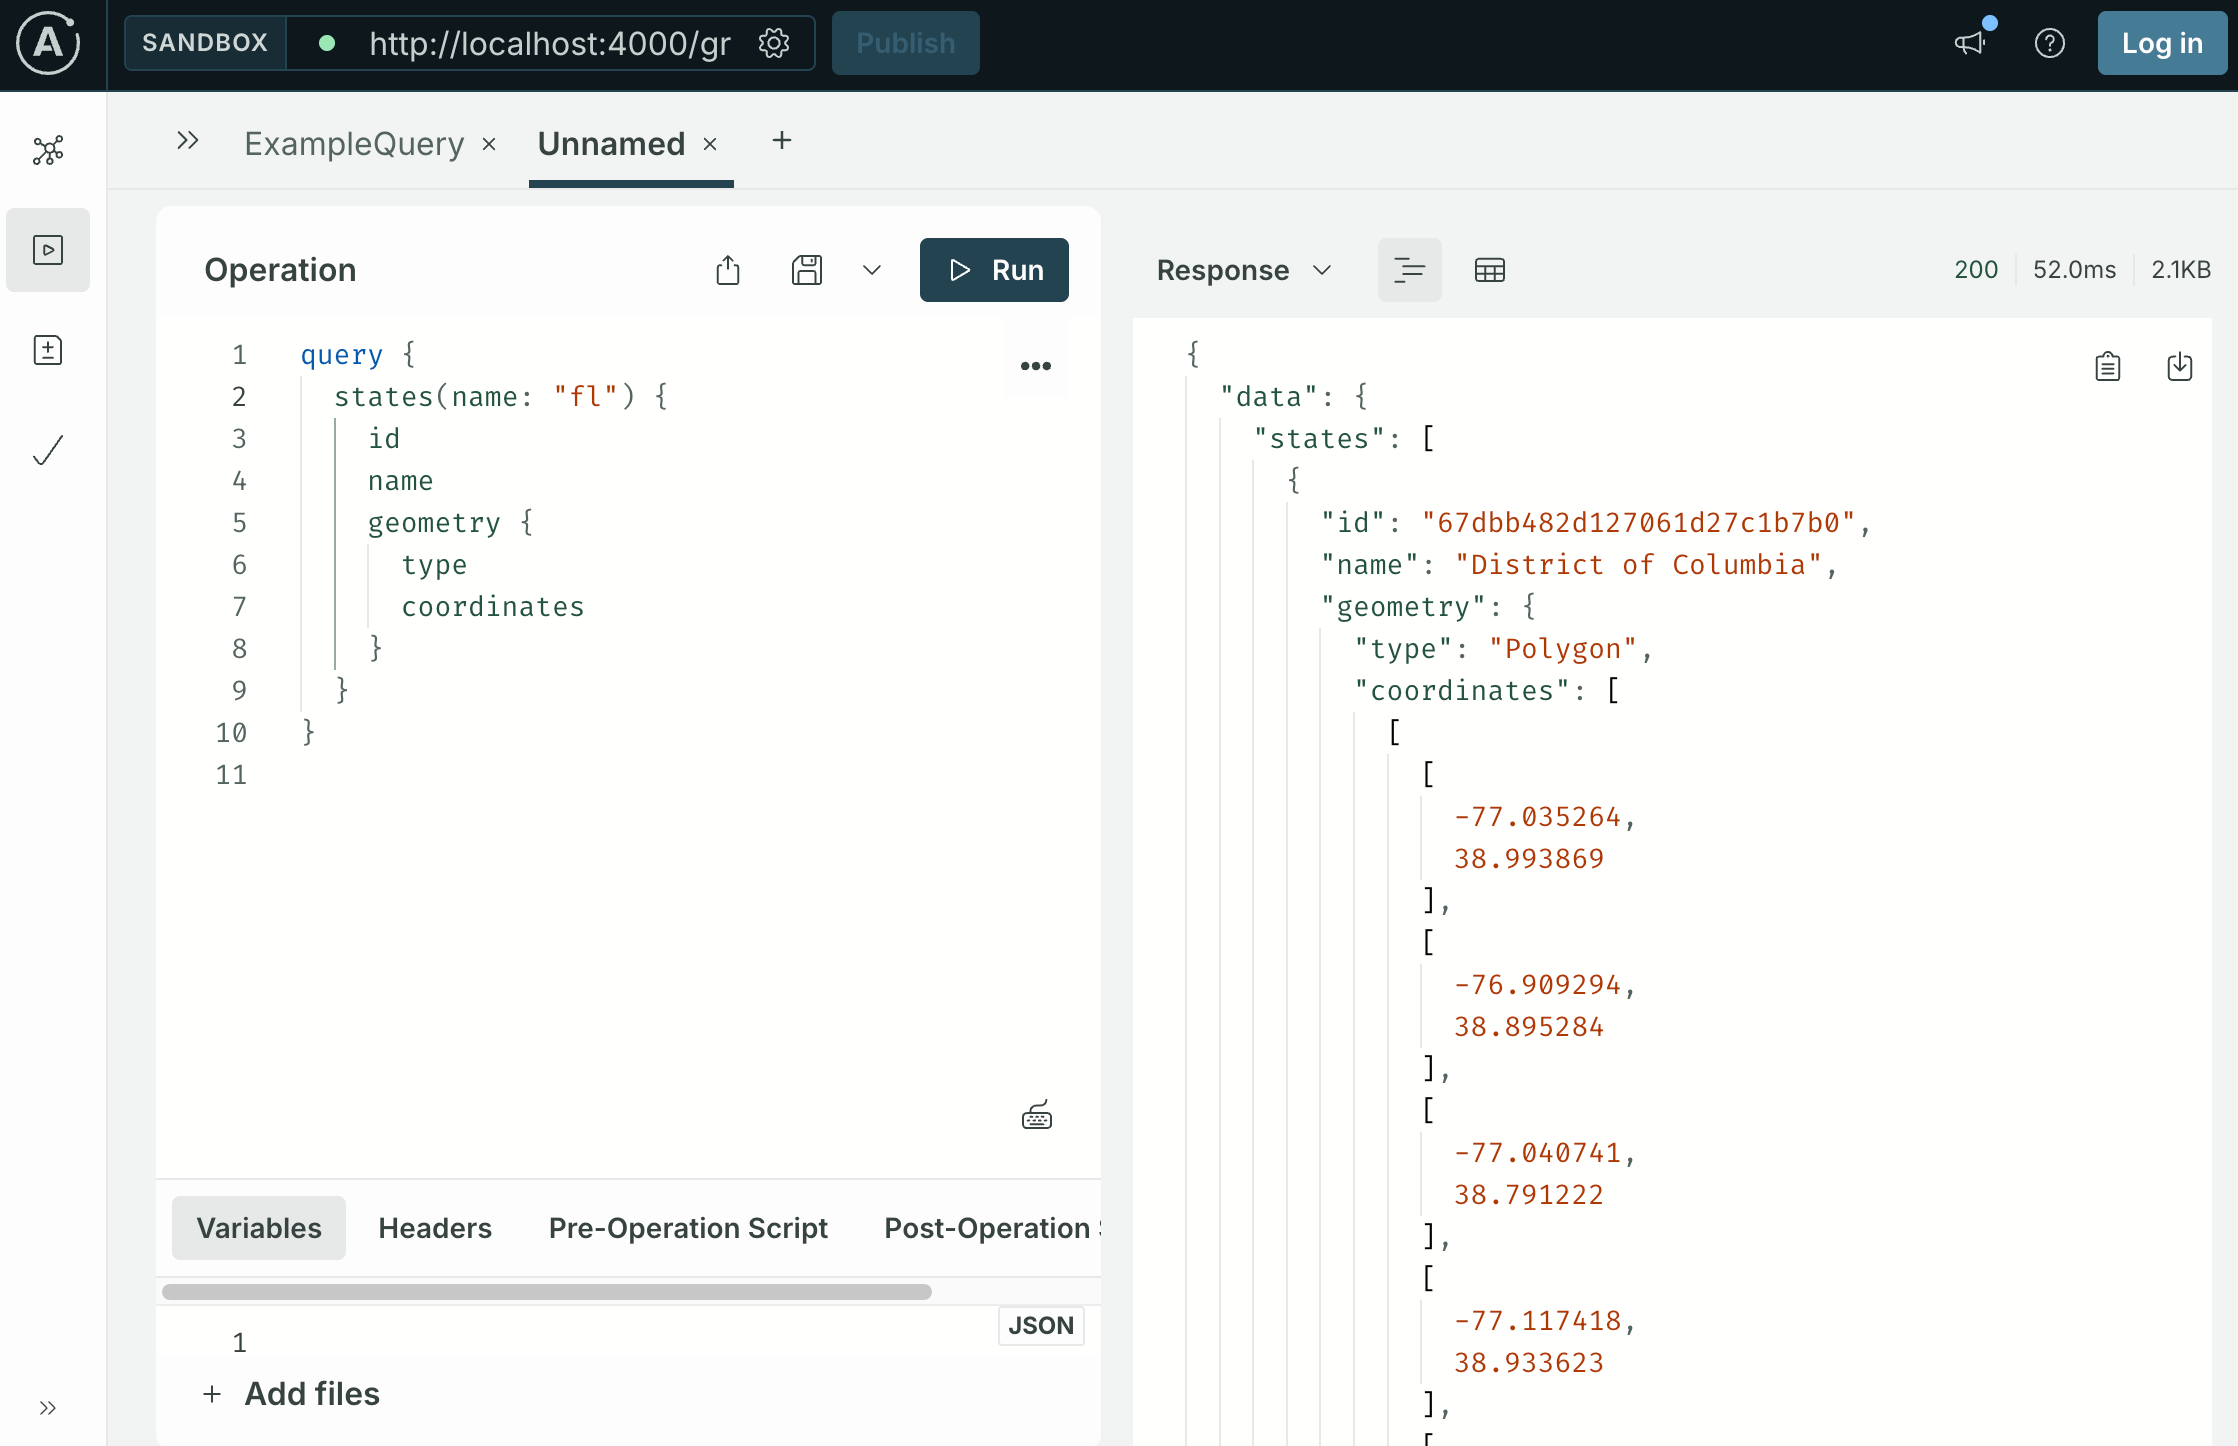 SANDBOX
http://localhost:4000/gr
Publish
Log in
ExampleQuery
Unnamed
Operation
Run
1 query {
2 states(name: "fl") {
3 id
4 name
5 geometry {
6 type
7 coordinates
8 }
9 }
10 }
11
Variables
Headers
Pre-Operation Script
Post-Operation
JSON
1
+ Add files
Response
200
52.0ms
2.1KB
{
"data": {
"states": [
{
"id": "67dbb482d127061d27c1b7b0",
"name": "District of Columbia",
"geometry": {
"type": "Polygon",
"coordinates": [
[
[
-77.035264,
38.993869
],
[
-76.909294,
38.895284
],
[
-77.040741,
38.791222
],
[
-77.117418,
38.933623
],
[